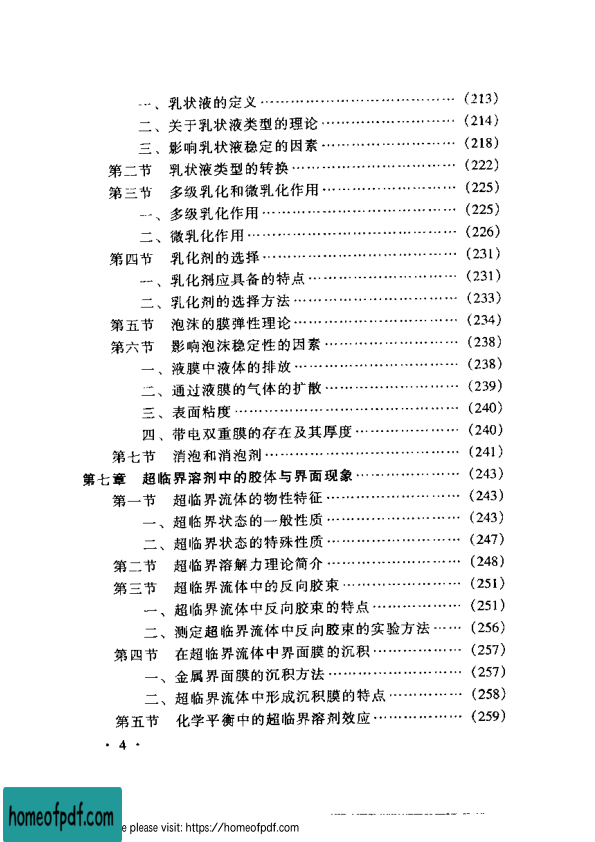 一、乳状液的定义……………………………………(213)
二、关于乳状液类型的理论…………………………(214)
三、影响乳状液稳定的因素…………………………(218)
第二节 乳状液类型的转换…………………………(222)
第三节 多级乳化和微乳化作用……………………(225)
一、多级乳化作用……………………………………(225)
二、微乳化作用………………………………………(226)
第四节 乳化剂的选择………………………………(231)
一、乳化剂应具备的特点……………………………(231)
二、乳化剂的选择方法………………………………(233)
第五节 泡沫的膜弹性理论…………………………(234)
第六节 影响泡沫稳定性的因素……………………(238)
一、液膜中液体的排放………………………………(238)
二、通过液膜的气体的扩散…………………………(239)
三、表面粘度…………………………………………(240)
四、带电双重膜的存在及其厚度……………………(240)
第七节 消泡和消泡剂………………………………(241)
第七章 超临界溶剂中的胶体与界面现象…………(243)
第一节 超临界流体的物性特征……………………(243)
一、超临界状态的一般性质…………………………(243)
二、超临界状态的特殊性质…………………………(247)
第二节 超临界溶解力理论简介……………………(248)
第三节 超临界流体中的反向胶束…………………(251)
一、超临界流体中反向胶束的特点…………………(251)
二、测定超临界流体中反向胶束的实验方法……(256)
第四节 在超临界流体中界面膜的沉积……………(257)
一、金属界面膜的沉积方法…………………………(257)
二、超临界流体中形成沉积膜的特点………………(258)
第五节 化学平衡中的超临界溶剂效应……………(259)
· 4 ·
homeofpdf.com
e please visit: https://homeofpdf.com